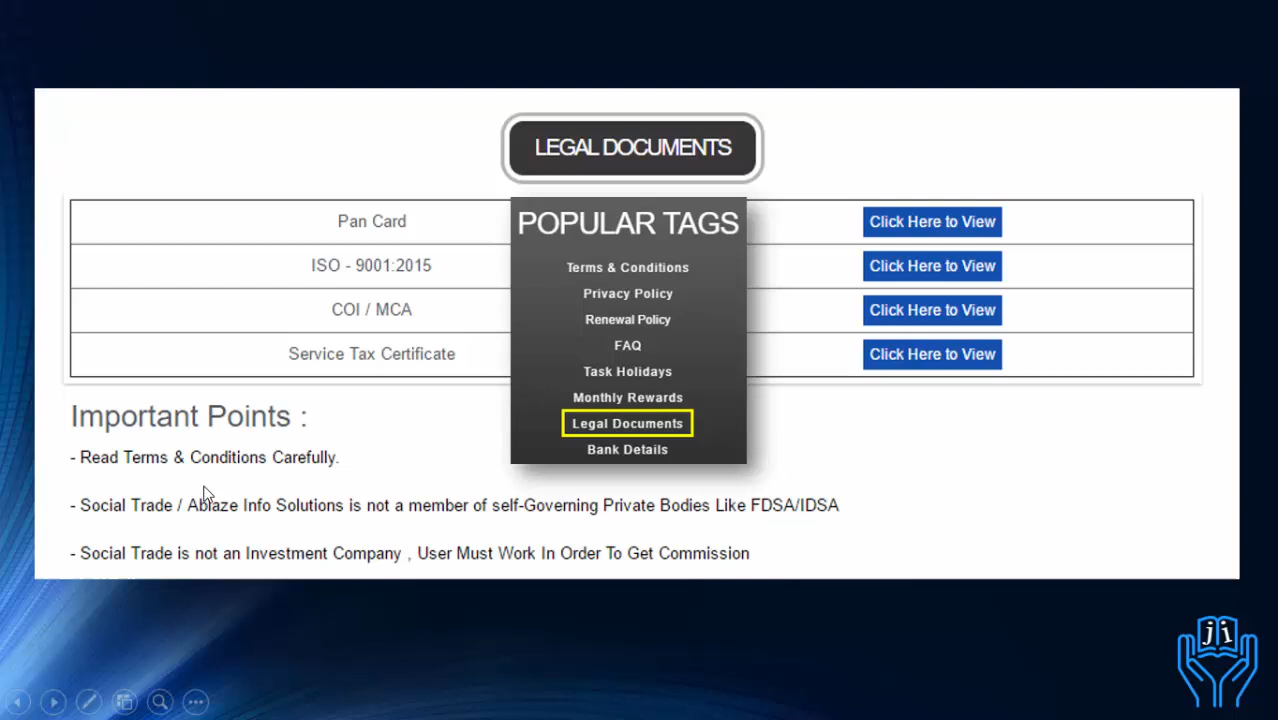 LEGAL DOCUMENTS
Pan Card
Click Here to View
ISO - 9001:2015
Click Here to View
COI / MCA
Click Here to View
Service Tax Certificate
Click Here to View
POPULAR TAGS
Terms & Conditions
Privacy Policy
Renewal Policy
FAQ
Task Holidays
Monthly Rewards
Legal Documents
Bank Details
Important Points :
- Read Terms & Conditions Carefully.
- Social Trade / Ablaze Info Solutions is not a member of self-Governing Private Bodies Like FDSA/IDSA
- Social Trade is not an Investment Company , User Must Work In Order To Get Commission
ji